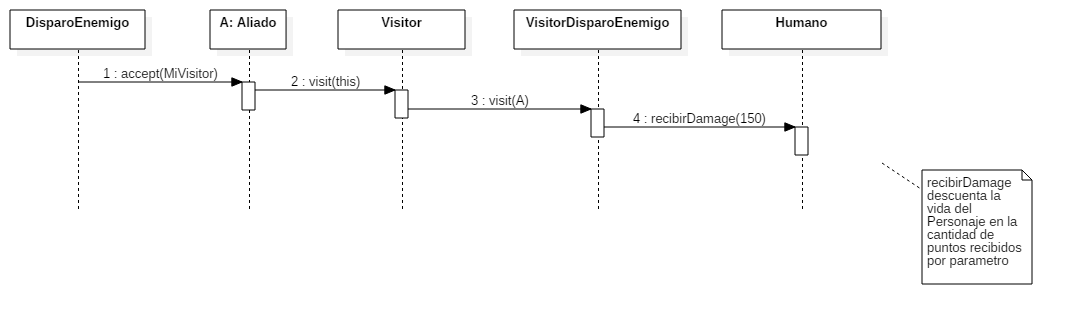 DisparoEnemigo
A: Aliado
Visitor
VisitorDisparoEnemigo
Humano
1 : accept(MiVisitor)
2 : visit(this)
3 : visit(A)
4 : recibirDamage(150)
recibirDamage
descuenta la
vida del
Personaje en la
cantidad de
puntos recibidos
por parametro